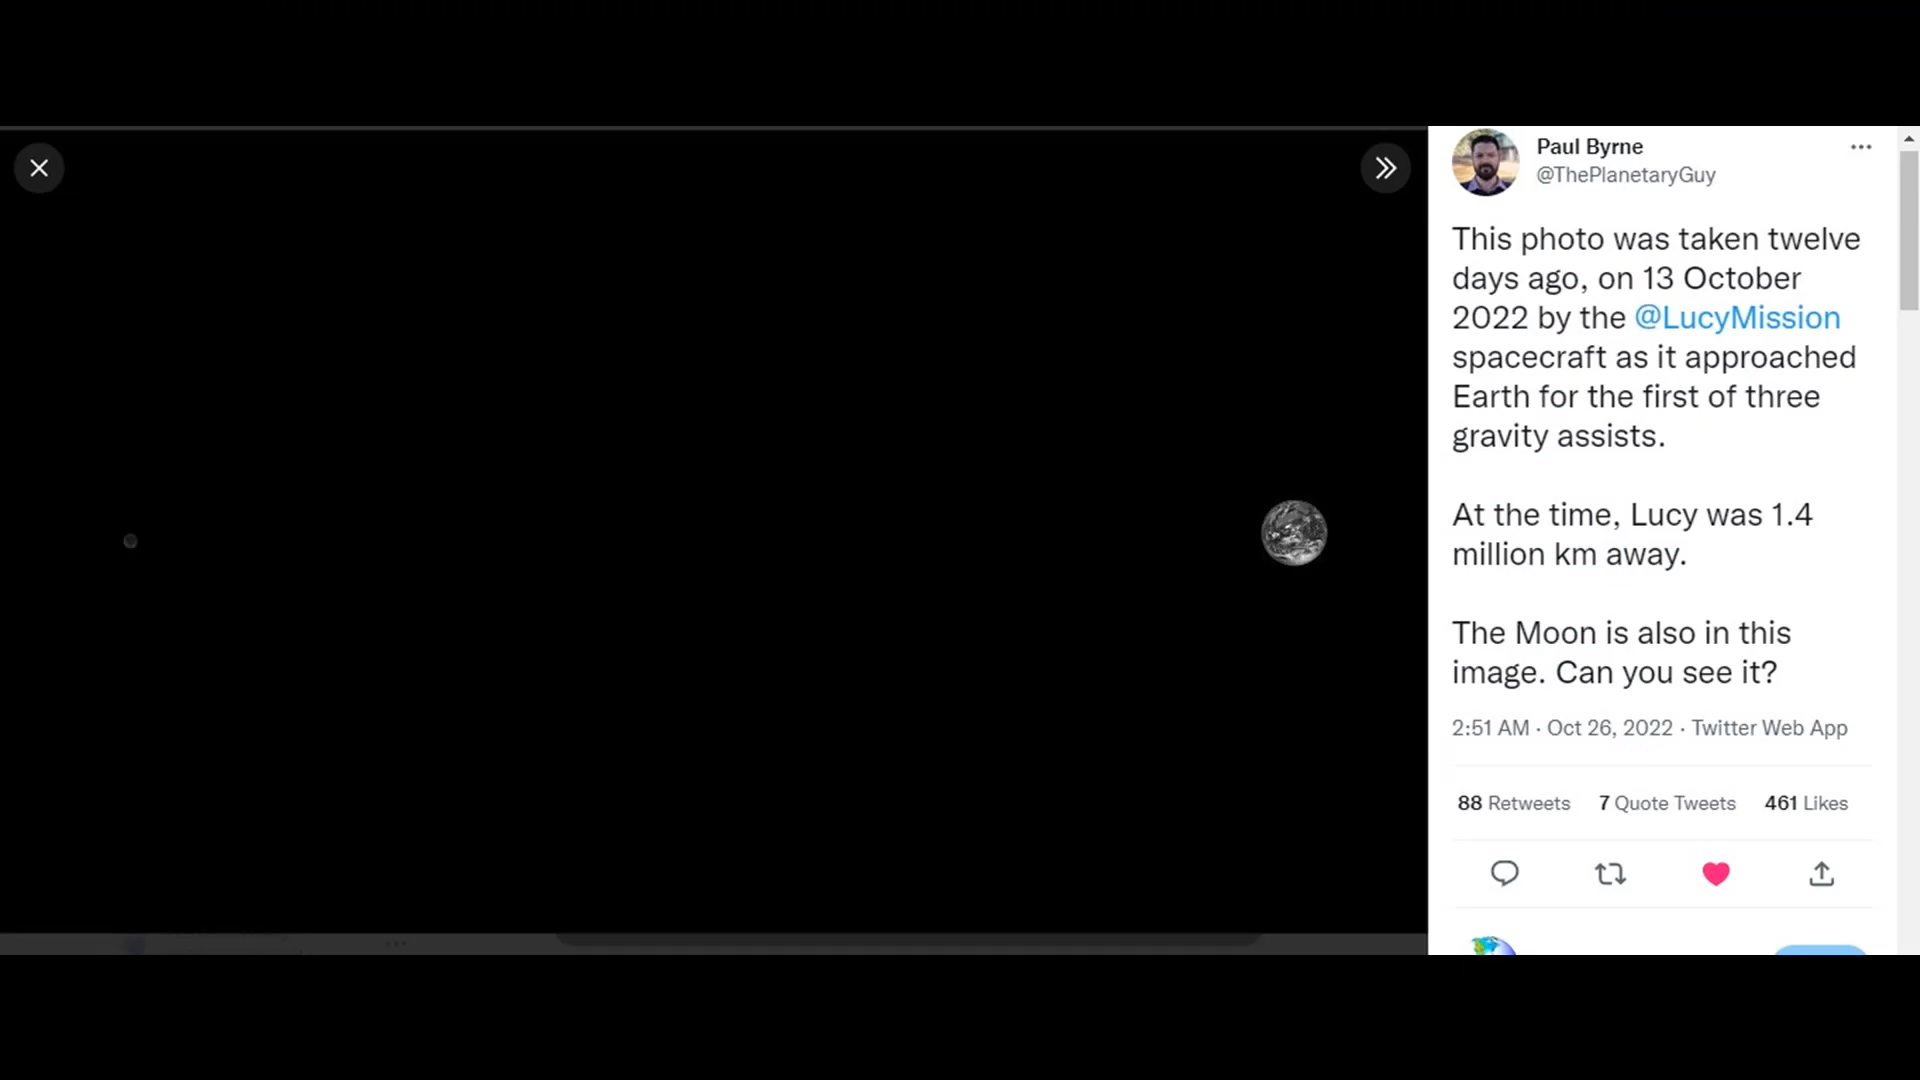 Paul Byrne
@ThePlanetaryGuy
This photo was taken twelve
days ago, on 13 October
2022 by the @LucyMission
spacecraft as it approached
Earth for the first of three
gravity assists.
At the time, Lucy was 1.4
million km away.
The Moon is also in this
image. Can you see it?
2:51 AM · Oct 26, 2022 · Twitter Web App
88 Retweets 7 Quote Tweets 461 Likes